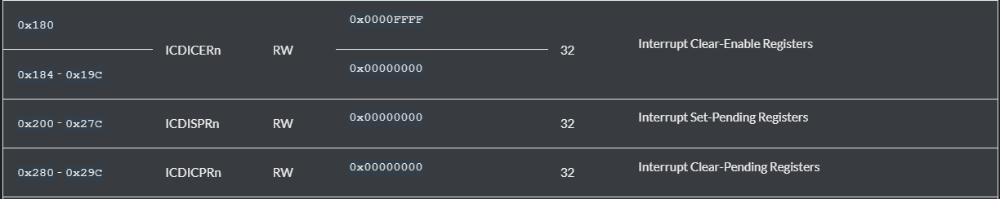 0x180 ICDICERn RW 0x0000FFFF 32 Interrupt Clear-Enable Registers
0x184 - 0x19C 0x00000000
0x200 - 0x27C ICDISPRn RW 0x00000000 32 Interrupt Set-Pending Registers
0x280 - 0x29C ICDICPRn RW 0x00000000 32 Interrupt Clear-Pending Registers